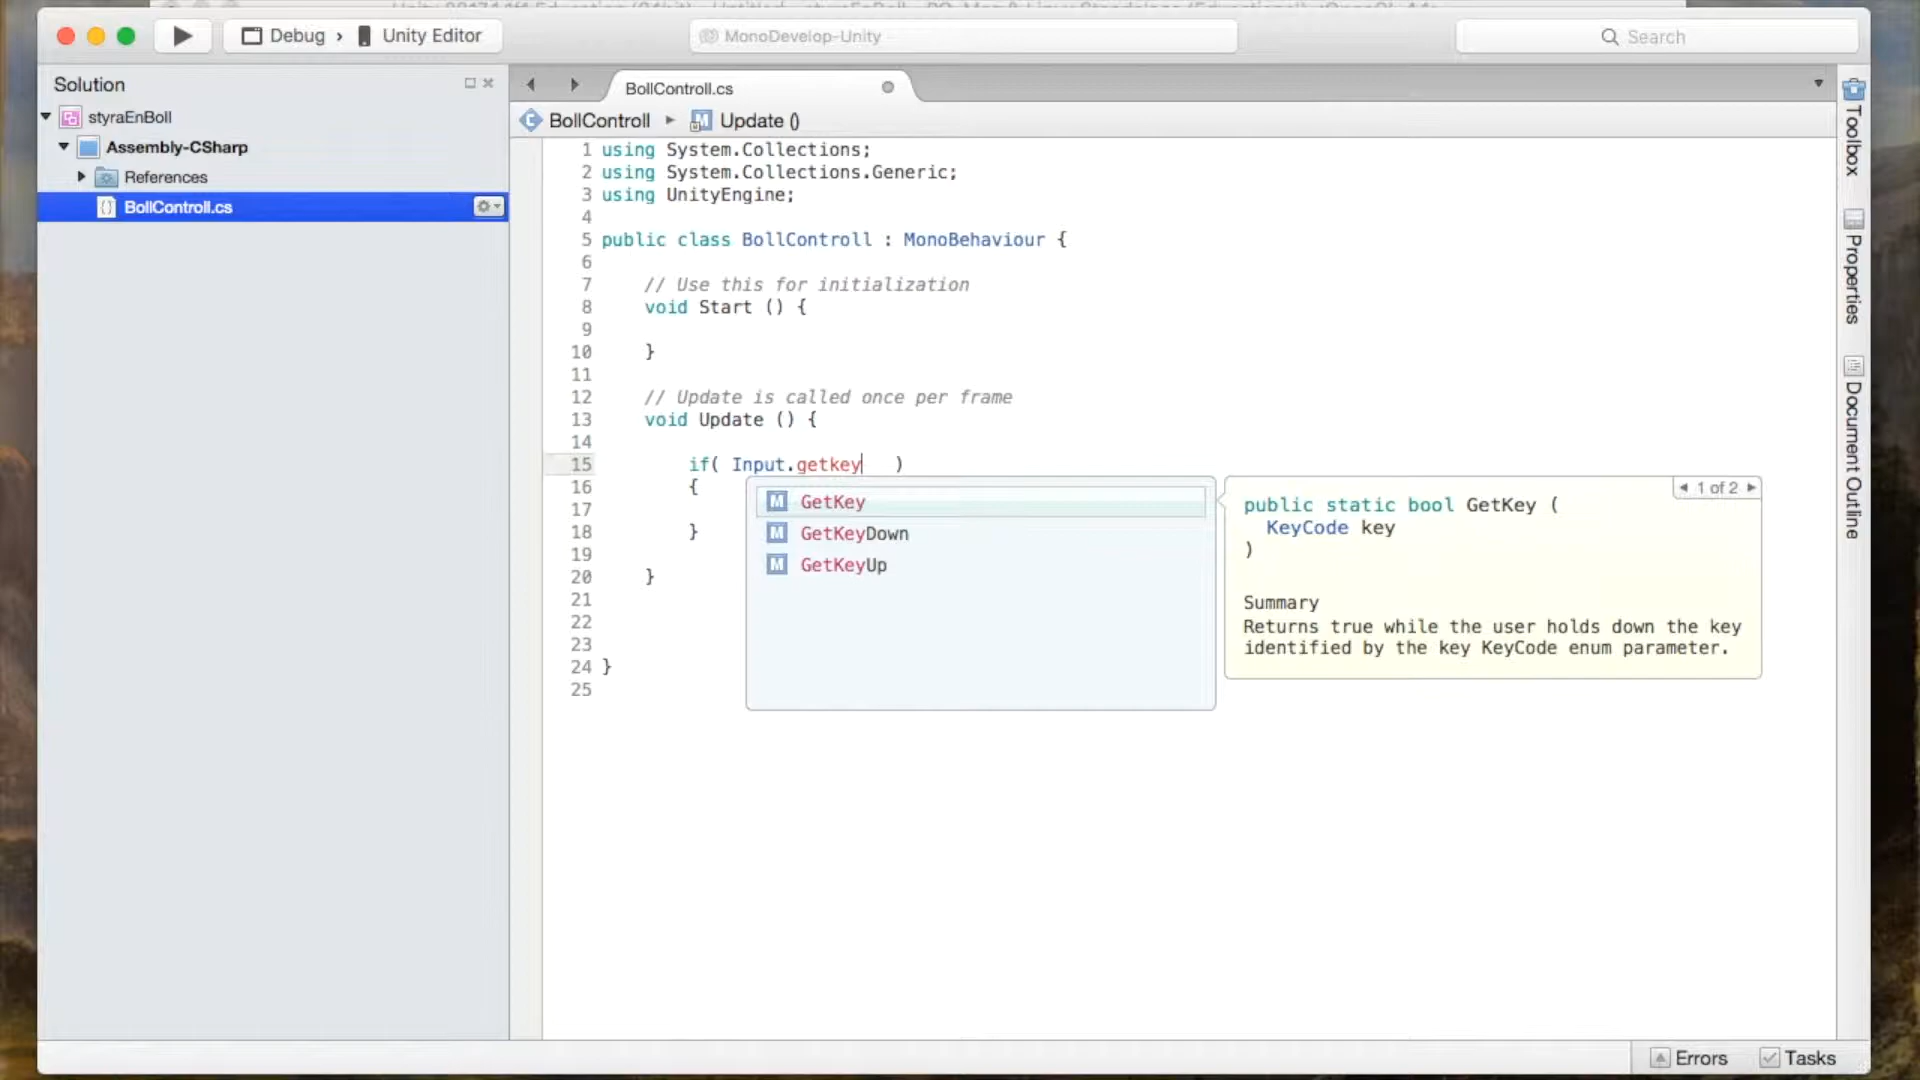 Debug › Unity Editor
MonoDevelop-Unity
Search
Solution
styraEnBoll
Assembly-CSharp
References
BollControll.cs
BollControll.cs
BollControll ▸ Update ()
1 using System.Collections;
2 using System.Collections.Generic;
3 using UnityEngine;
4
5 public class BollControll : MonoBehaviour {
6
7 // Use this for initialization
8 void Start () {
9
10 }
11
12 // Update is called once per frame
13 void Update () {
14
15 if( Input.getkey )
16 {
17
18 }
19
20 }
21
22
23
24 }
25
GetKey
GetKeyDown
GetKeyUp
1 of 2
public static bool GetKey (
KeyCode key
)
Summary
Returns true while the user holds down the key
identified by the key KeyCode enum parameter.
Toolbox
Properties
Document Outline
Errors
Tasks